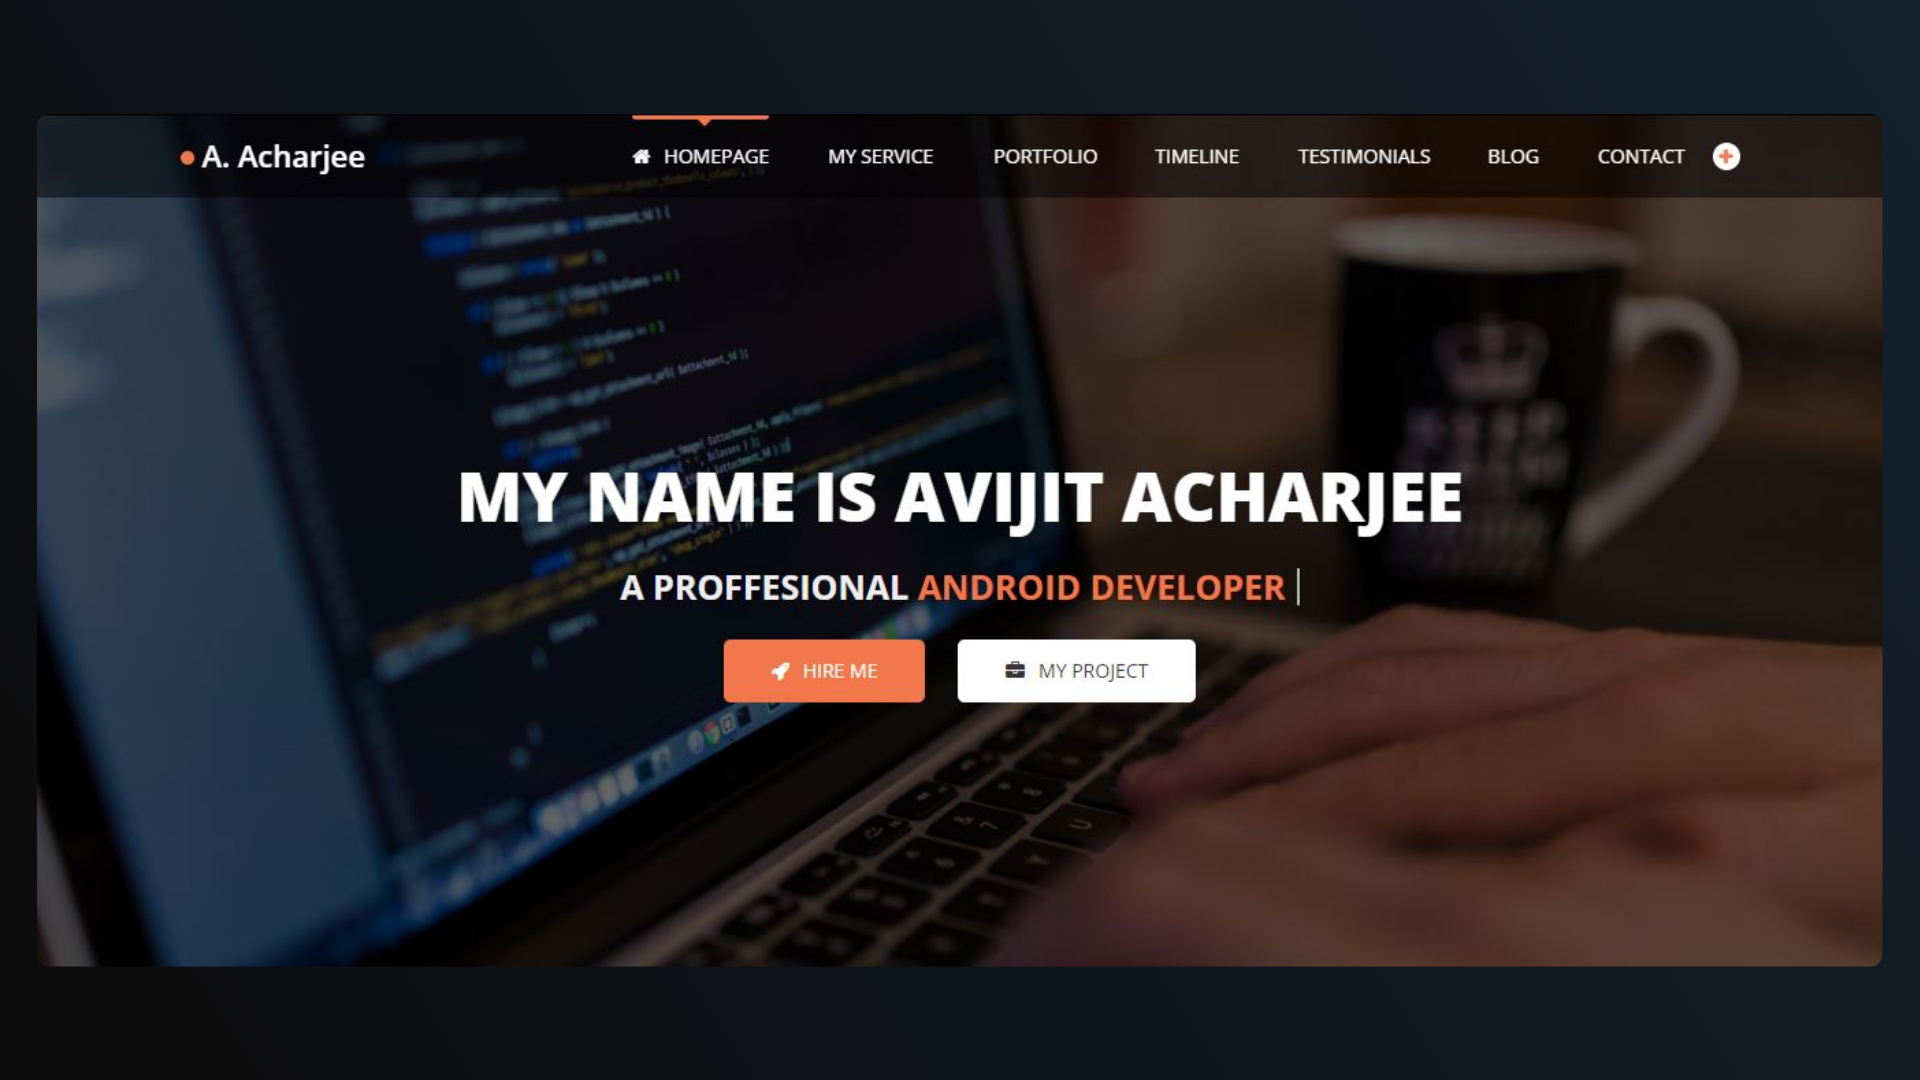 A. Acharjee
HOMEPAGE
MY SERVICE
PORTFOLIO
TIMELINE
TESTIMONIALS
BLOG
CONTACT
MY NAME IS AVIJIT ACHARJEE
A PROFFESIONAL ANDROID DEVELOPER
HIRE ME
MY PROJECT